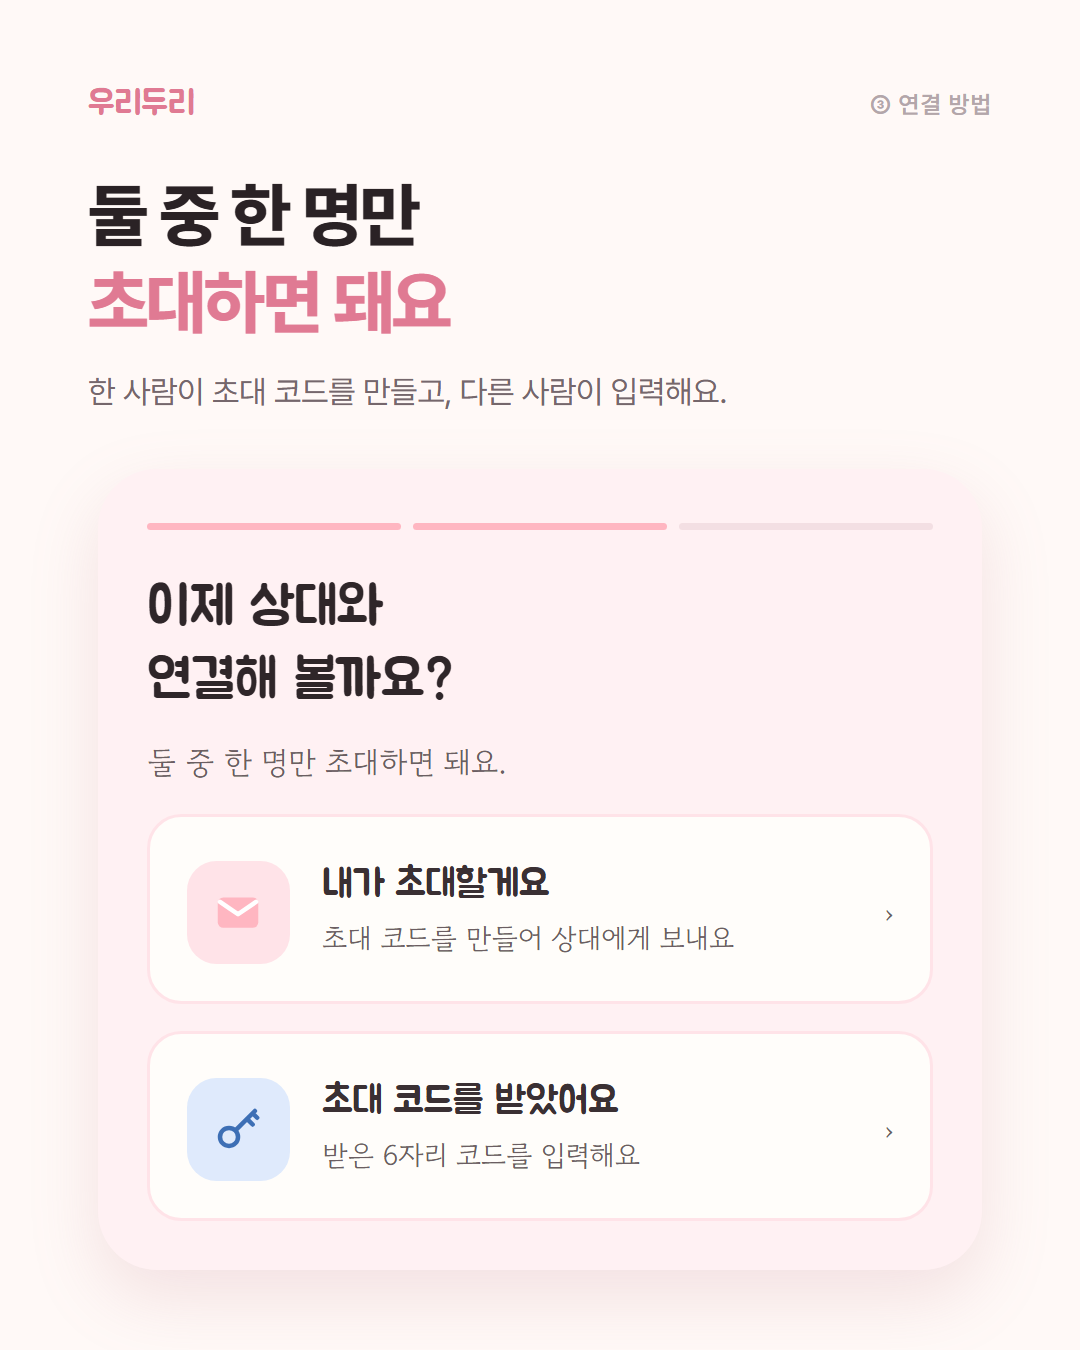 우리두리
③ 연결 방법
둘 중 한 명만
초대하면 돼요
한 사람이 초대 코드를 만들고, 다른 사람이 입력해요.
이제 상대와
연결해 볼까요?
둘 중 한 명만 초대하면 돼요.
내가 초대할게요
초대 코드를 만들어 상대에게 보내요
›
초대 코드를 받았어요
받은 6자리 코드를 입력해요
›